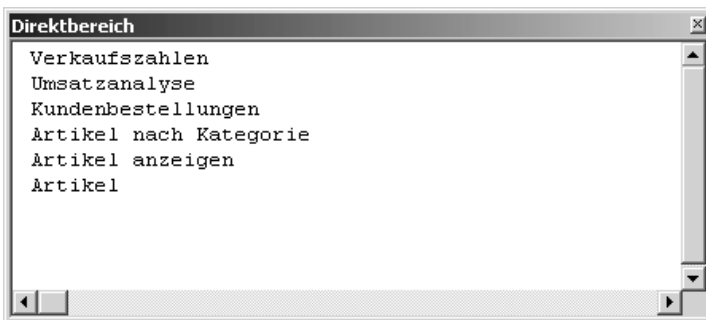 Direktbereich
Verkaufszahlen
Umsatzanalyse
Kundenbestellungen
Artikel nach Kategorie
Artikel anzeigen
Artikel